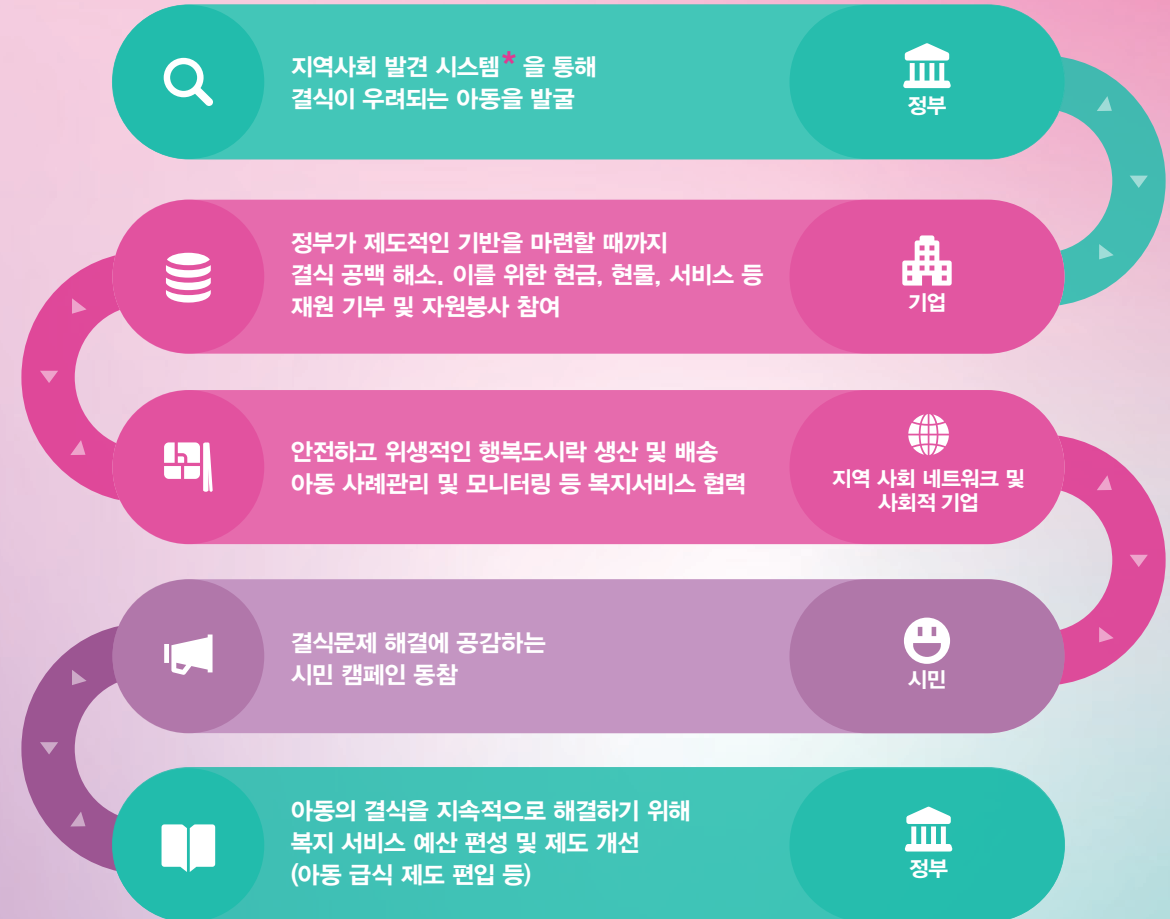 지역사회 발견 시스템* 을 통해
결식이 우려되는 아동을 발굴
정부
정부가 제도적인 기반을 마련할 때까지
결식 공백 해소. 이를 위한 현금, 현물, 서비스 등
재원 기부 및 자원봉사 참여
기업
안전하고 위생적인 행복도시락 생산 및 배송
아동 사례관리 및 모니터링 등 복지서비스 협력
지역 사회 네트워크 및
사회적 기업
결식문제 해결에 공감하는
시민 캠페인 동참
시민
아동의 결식을 지속적으로 해결하기 위해
복지 서비스 예산 편성 및 제도 개선
(아동 급식 제도 편입 등)
정부